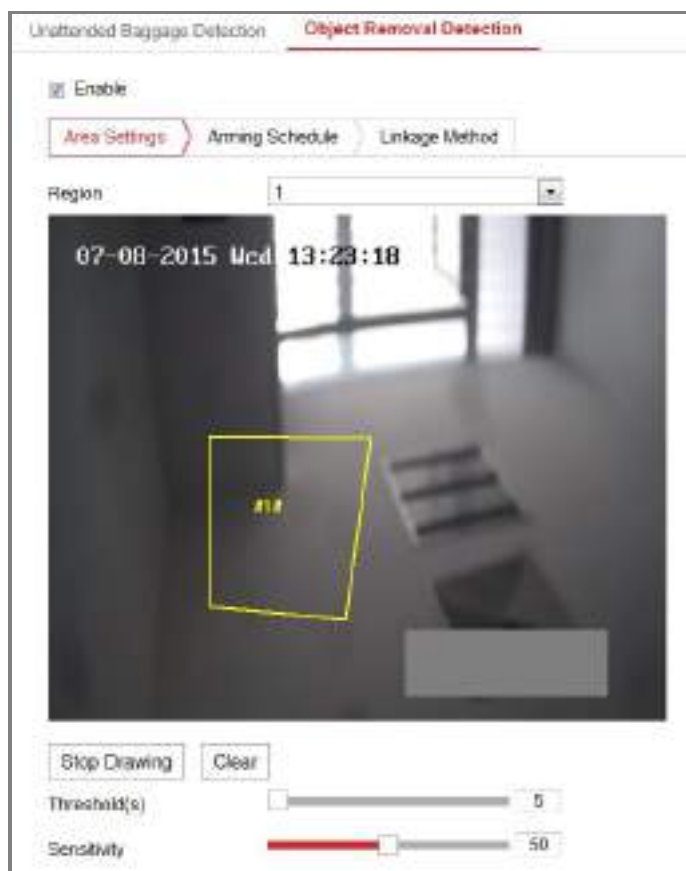 Unattended Baggage Detection Object Removal Detection
Enable
Area Settings Arming Schedule Linkage Method
Region 1
07-08-2015 Wed 13:23:18
#1#
Stop Drawing Clear
Threshold(s) 5
Sensitivity 50